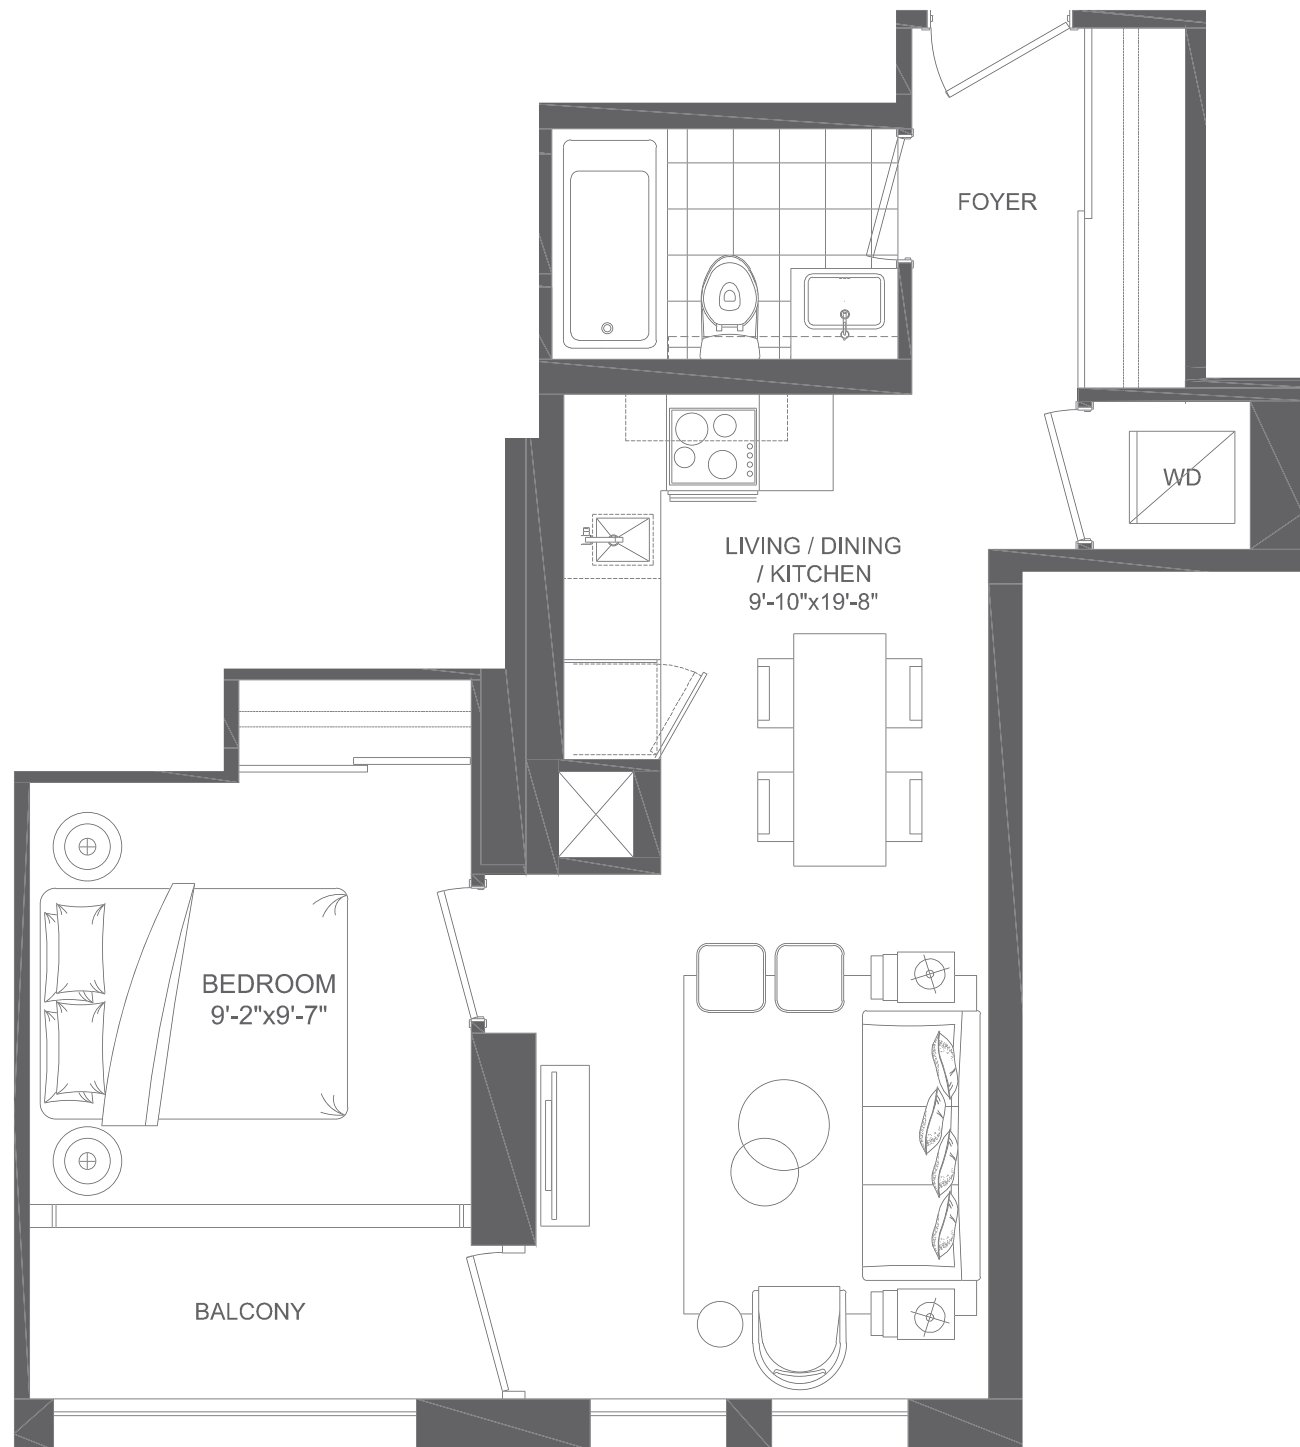 FOYER
WD
LIVING / DINING
/ KITCHEN
9'-10"x19'-8"
BEDROOM
9'-2"x9'-7"
BALCONY